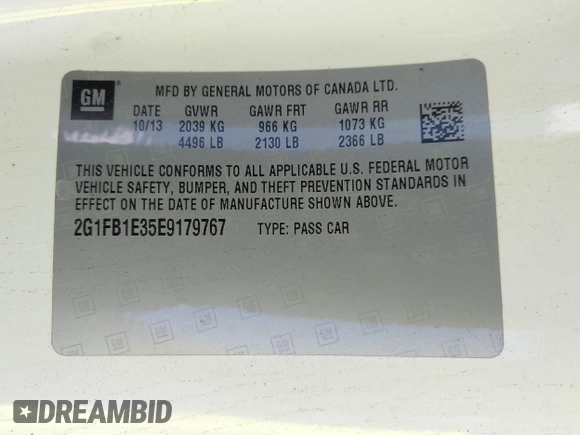 GM
MFD BY GENERAL MOTORS OF CANADA LTD.
DATE GVWR GAWR FRT GAWR RR
10/13 2039 KG 966 KG 1073 KG
4496 LB 2130 LB 2366 LB
THIS VEHICLE CONFORMS TO ALL APPLICABLE U.S. FEDERAL MOTOR
VEHICLE SAFETY, BUMPER, AND THEFT PREVENTION STANDARDS IN
EFFECT ON THE DATE OF MANUFACTURE SHOWN ABOVE.
2G1FB1E35E9179767 TYPE: PASS CAR
DREAMBID